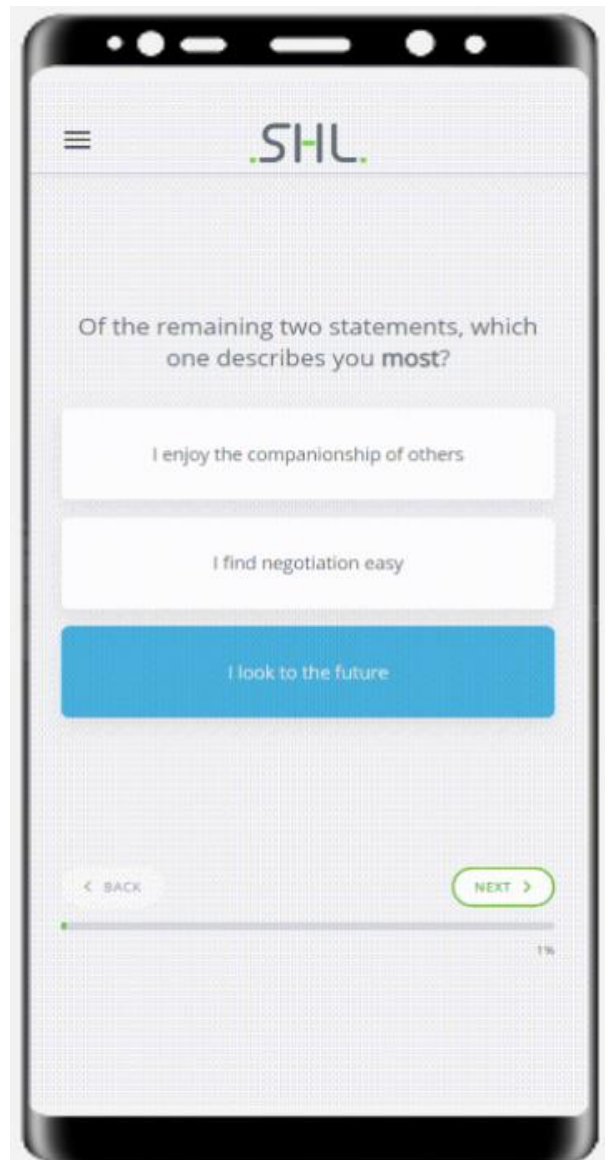 .SHL.
Of the remaining two statements, which
one describes you most?
I enjoy the companionship of others
I find negotiation easy
I look to the future
< BACK
NEXT >
1%